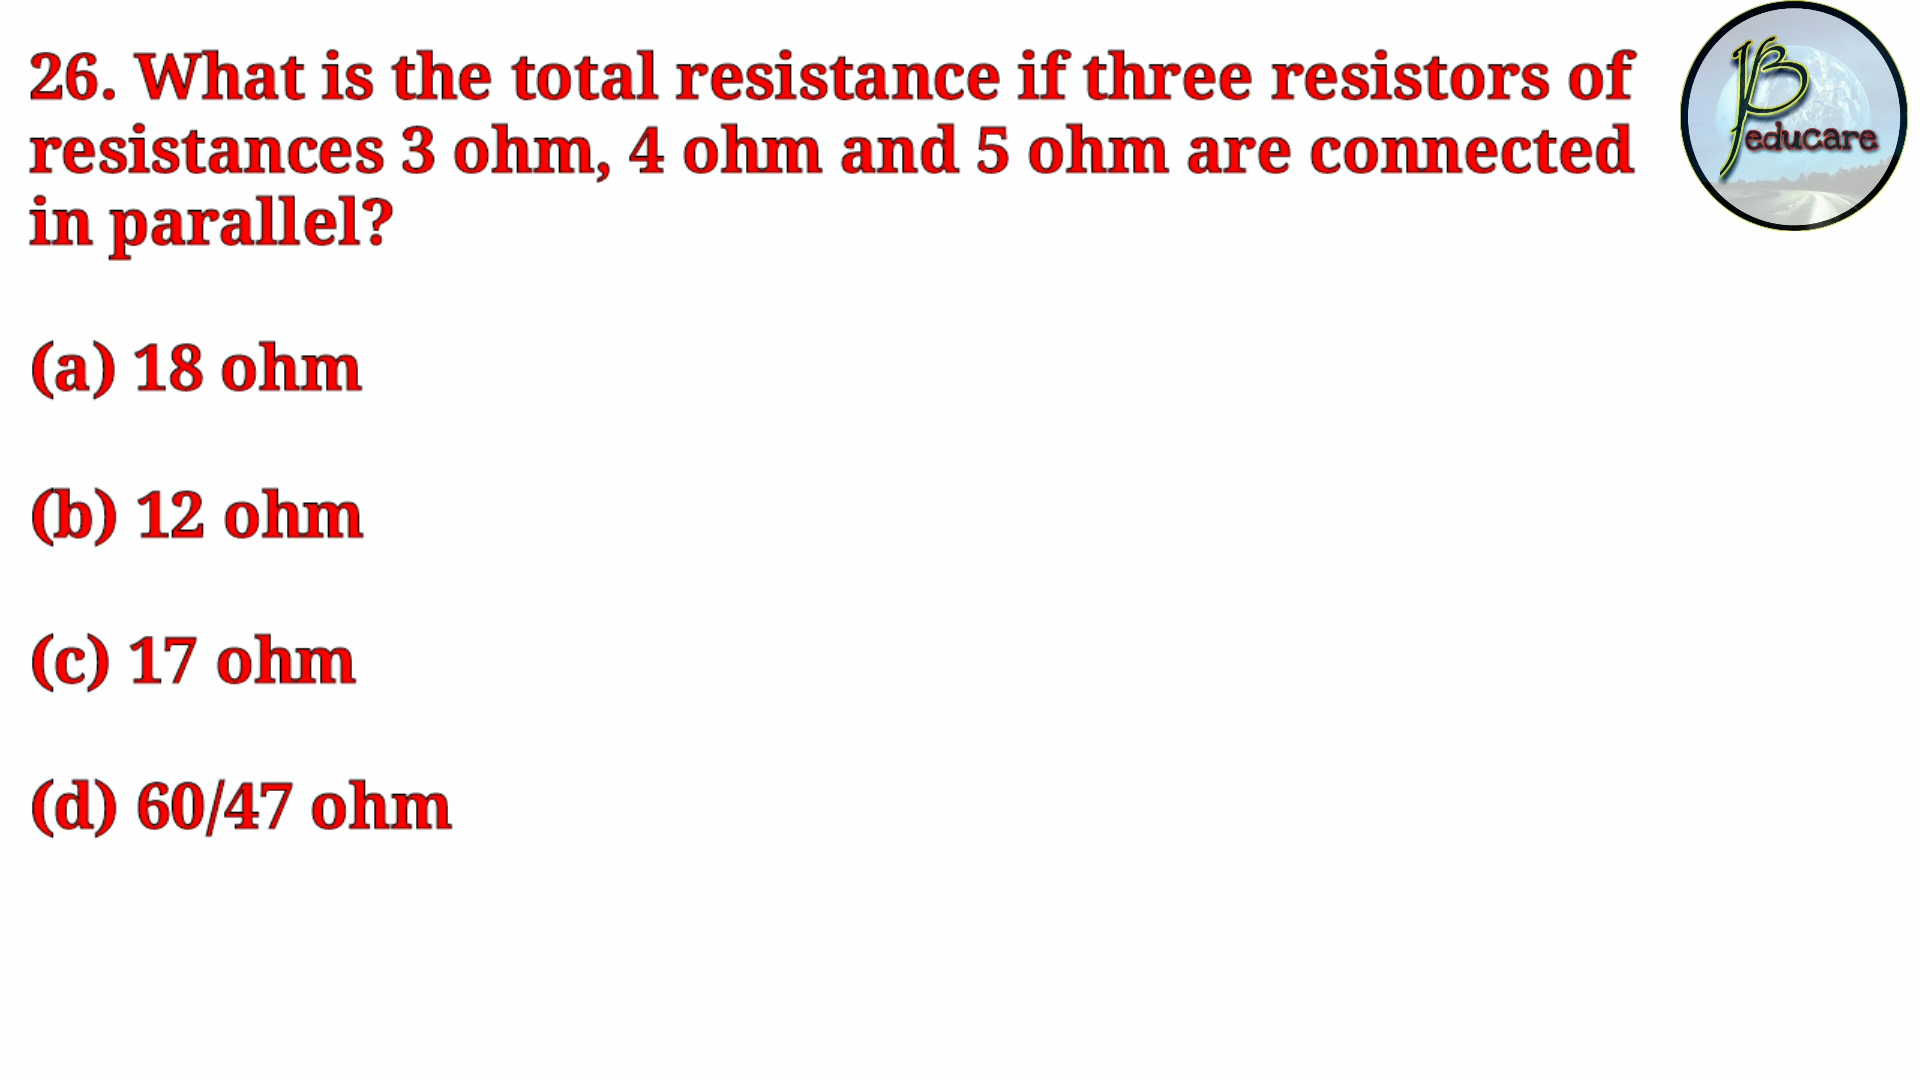 26. What is the total resistance if three resistors of
resistances 3 ohm, 4 ohm and 5 ohm are connected
in parallel?
(a) 18 ohm
(b) 12 ohm
(c) 17 ohm
(d) 60/47 ohm
educare